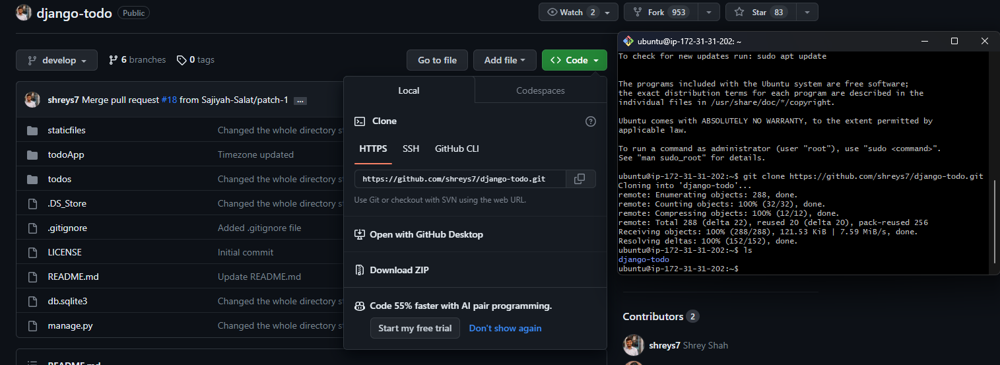 django-todo Public
Watch 2 Fork 953 Star 83
develop 6 branches 0 tags Go to file Add file Code
shreys7 Merge pull request #18 from Sajiyah-Salat/patch-1 ...
staticfiles Changed the whole directory s
todoApp Timezone updated
todos Changed the whole directory s
.DS_Store Changed the whole directory s
.gitignore Added .gitignore file
LICENSE Initial commit
README.md Update README.md
db.sqlite3 Changed the whole directory s
manage.py Changed the whole directory s
README.md
Local Codespaces
Clone
HTTPS SSH GitHub CLI
https://github.com/shreys7/django-todo.git
Use Git or checkout with SVN using the web URL.
Open with GitHub Desktop
Download ZIP
Code 55% faster with AI pair programming.
Start my free trial Don't show again
ubuntu@ip-172-31-31-202: ~
To check for new updates run: sudo apt update
The programs included with the Ubuntu system are free software;
the exact distribution terms for each program are described in the
individual files in /usr/share/doc/*/copyright.
Ubuntu comes with ABSOLUTELY NO WARRANTY, to the extent permitted by
applicable law.
To run a command as administrator (user "root"), use "sudo <command>".
See "man sudo_root" for details.
ubuntu@ip-172-31-31-202:~$ git clone https://github.com/shreys7/django-todo.git
Cloning into 'django-todo'...
remote: Enumerating objects: 288, done.
remote: Counting objects: 100% (32/32), done.
remote: Compressing objects: 100% (12/12), done.
remote: Total 288 (delta 22), reused 20 (delta 20), pack-reused 256
Receiving objects: 100% (288/288), 121.53 KiB | 7.59 MiB/s, done.
Resolving deltas: 100% (152/152), done.
ubuntu@ip-172-31-31-202:~$ ls
django-todo
ubuntu@ip-172-31-31-202:~$
Contributors 2
shreys7 Shrey Shah